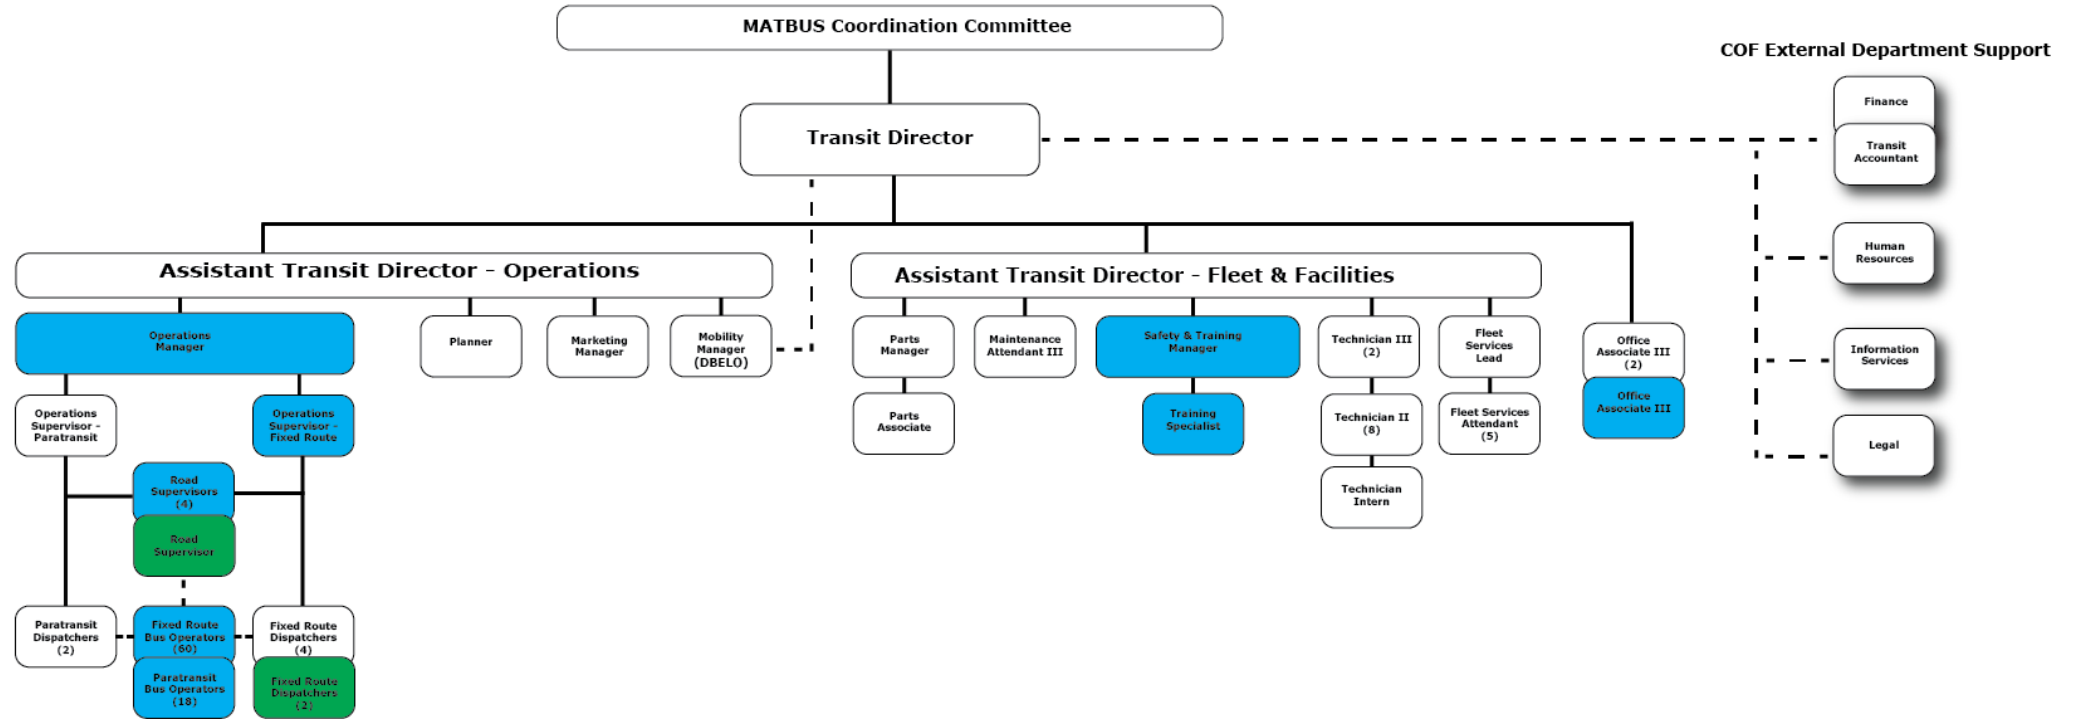 MATBUS Coordination Committee
COF External Department Support
Finance
Transit
Accountant
Transit Director
Human
Resources
Information
Services
Legal
Assistant Transit Director - Operations
Assistant Transit Director - Fleet & Facilities
Operations
Manager
Planner
Marketing
Manager
Mobility
Manager
(DBELO)
Parts
Manager
Maintenance
Attendant III
Safety & Training
Manager
Technician III
(2)
Fleet
Services
Lead
Office
Associate III
(2)
Office
Associate III
Operations
Supervisor -
Paratransit
Operations
Supervisor -
Fixed Route
Parts
Associate
Training
Specialist
Technician II
(8)
Fleet Services
Attendant
(5)
Technician
Intern
Road
Supervisors
(4)
Road
Supervisor
Paratransit
Dispatchers
(2)
Fixed Route
Bus Operators
(60)
Fixed Route
Dispatchers
(4)
Paratransit
Bus Operators
(18)
Fixed Route
Dispatchers
(2)